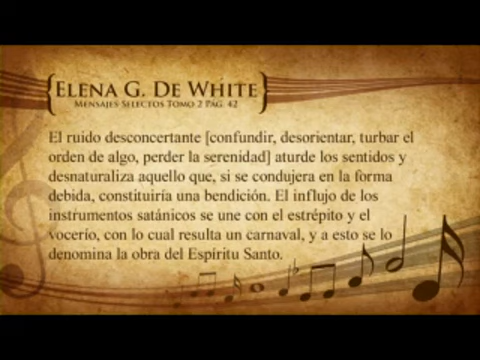 {ELENA G. DE WHITE}
MENSAJES SELECTOS TOMO 2 PÁG. 42
El ruido desconcertante [confundir, desorientar, turbar el
orden de algo, perder la serenidad] aturde los sentidos y
desnaturaliza aquello que, si se condujera en la forma
debida, constituiría una bendición. El influjo de los
instrumentos satánicos se une con el estrépito y el
vocerío, con lo cual resulta un carnaval, y a esto se lo
denomina la obra del Espíritu Santo.